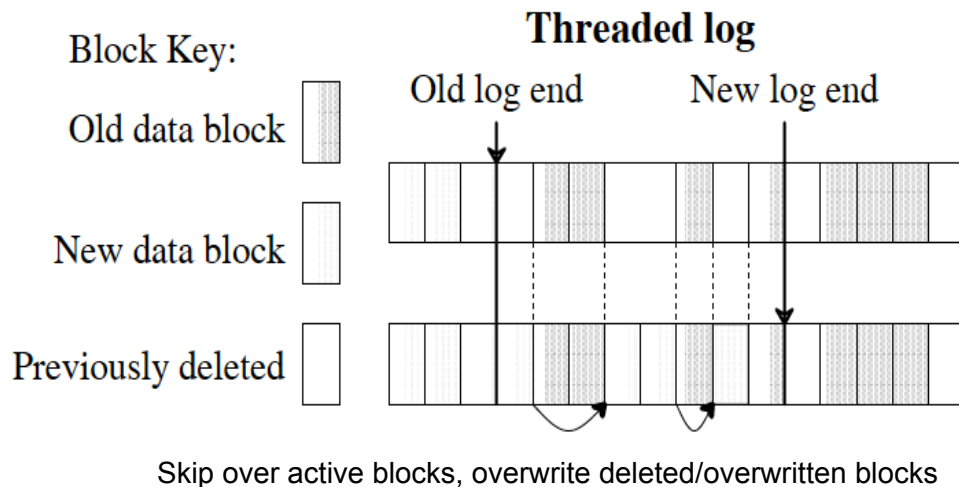 Threaded log
Block Key:
Old log end
New log end
Old data block
New data block
Previously deleted
Skip over active blocks, overwrite deleted/overwritten blocks